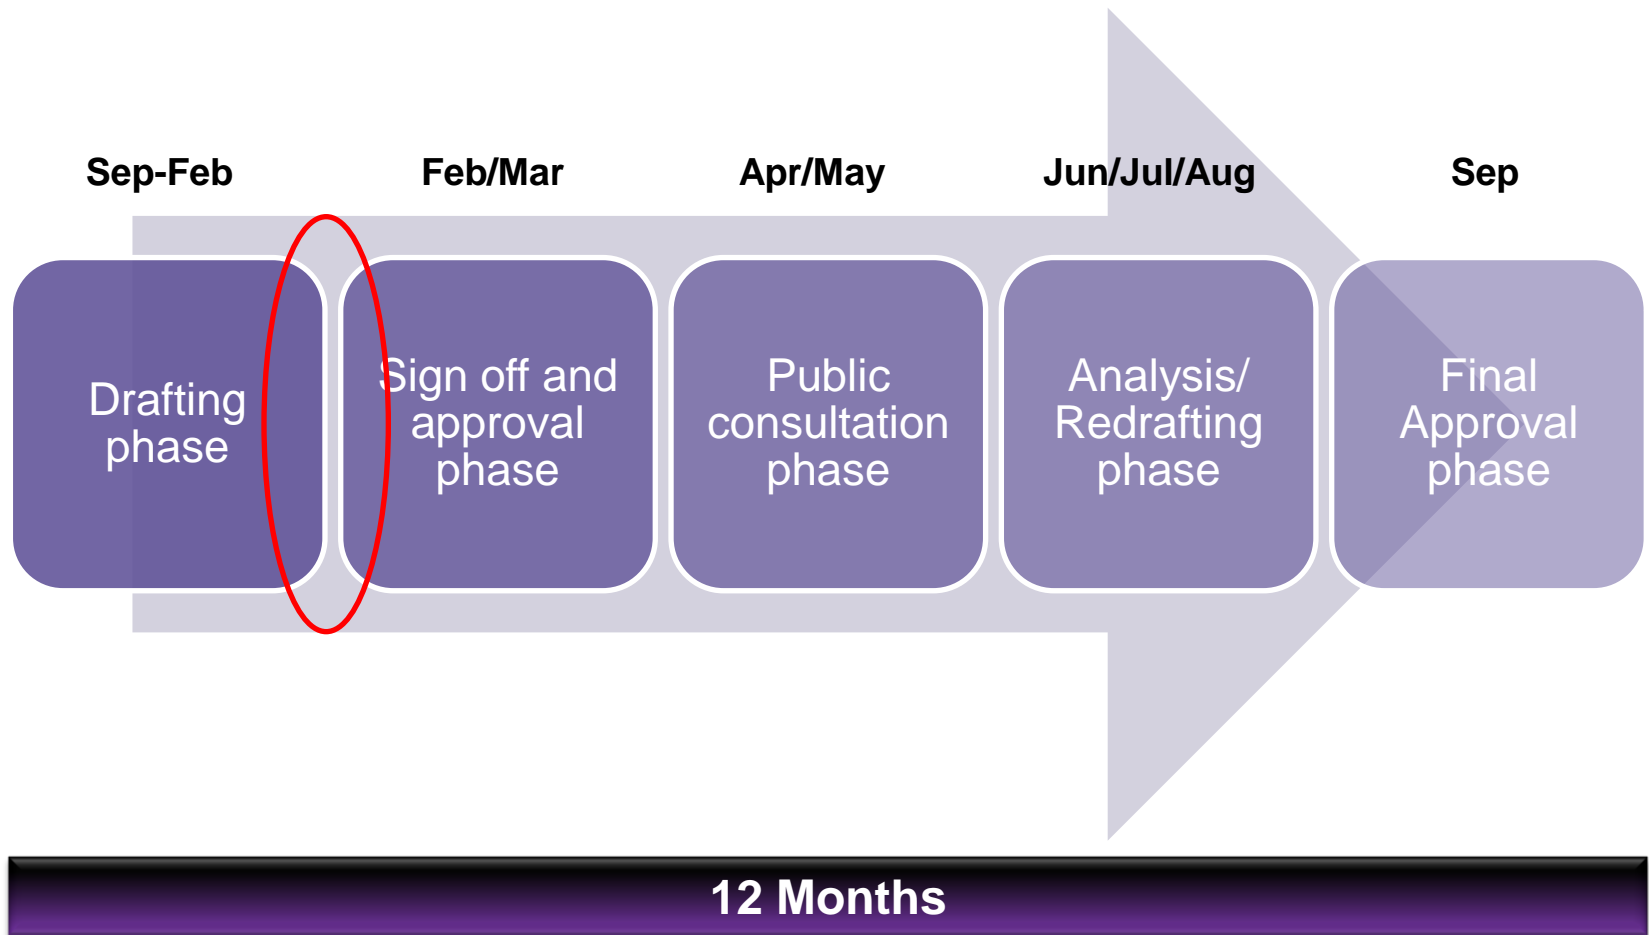 Sep-Feb
Feb/Mar
Apr/May
Jun/Jul/Aug
Sep
Drafting
phase
Sign off and
approval
phase
Public
consultation
phase
Analysis/
Redrafting
phase
Final
Approval
phase
12 Months